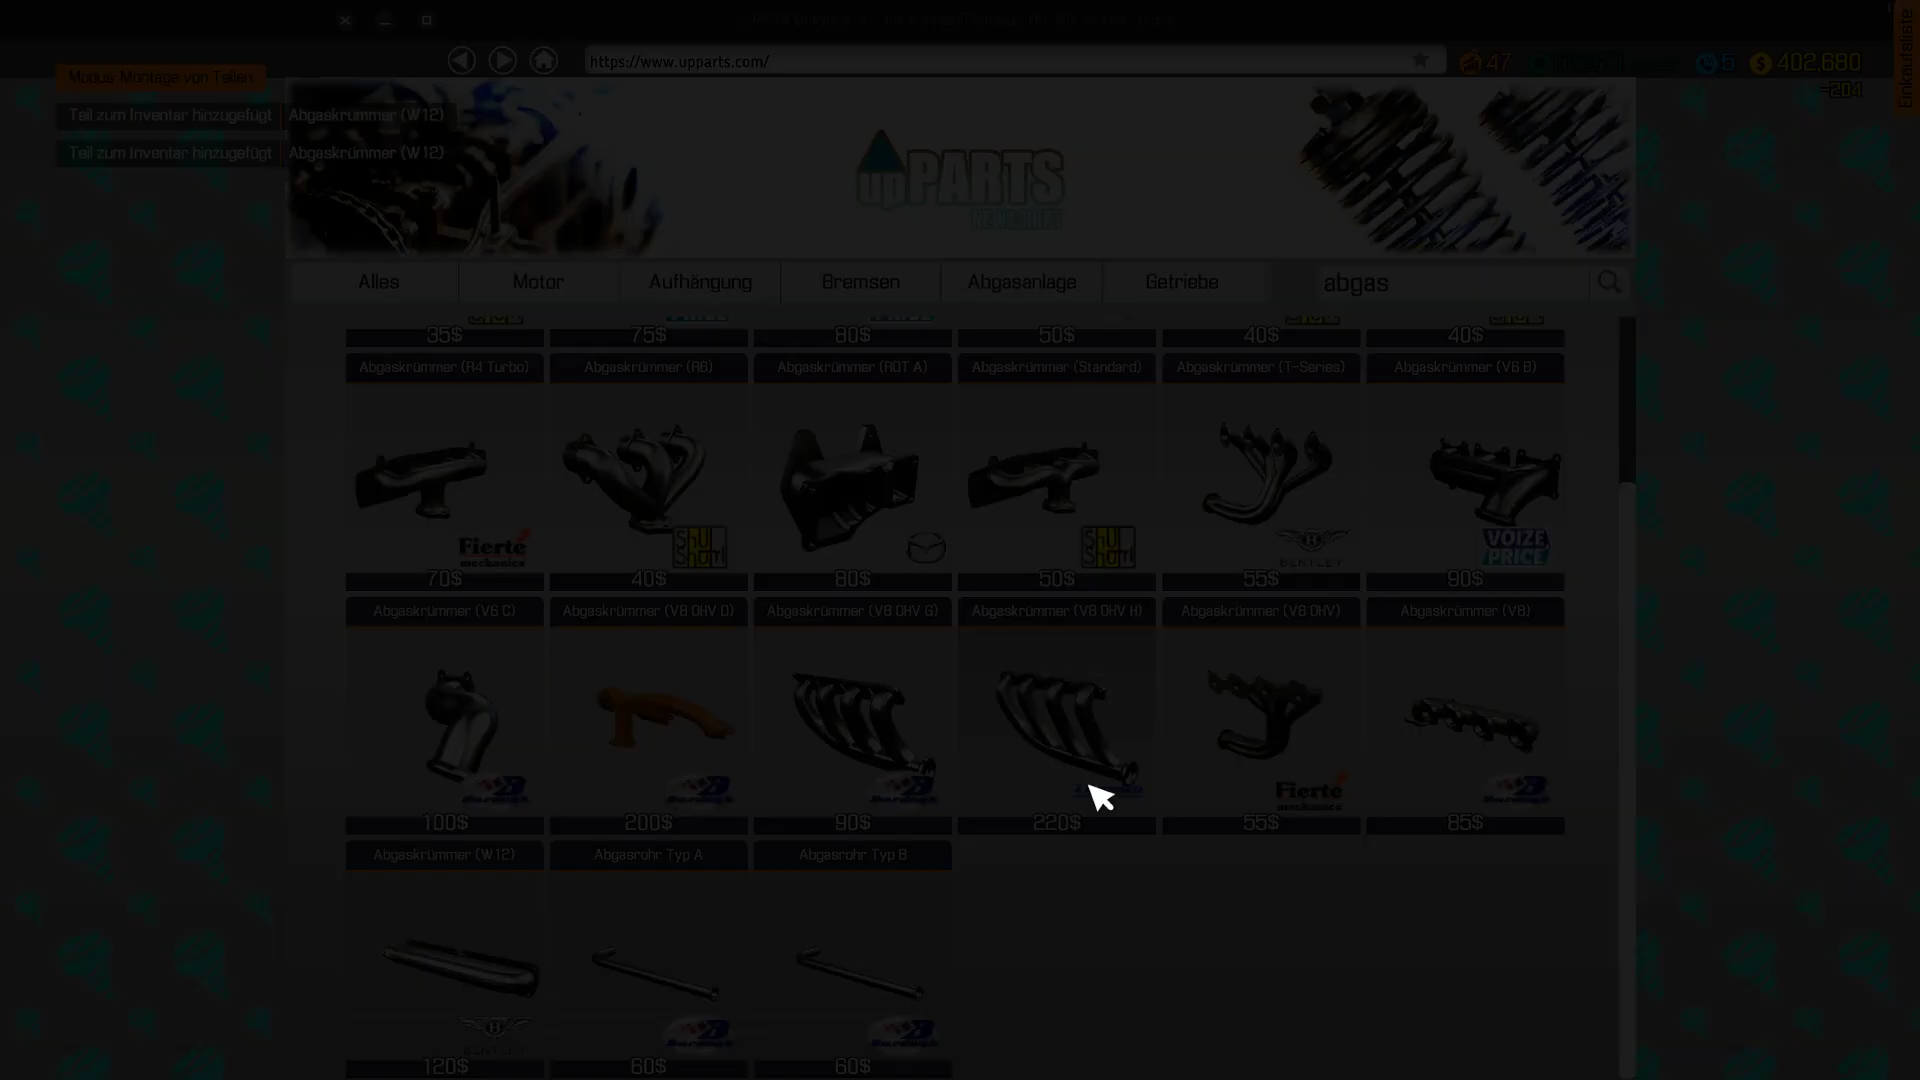 https://www.upparts.com/
47
5
402,680
-204
Einkaufsliste
Modus Montage von Teilen
Teil zum Inventar hinzugefügt Abgaskrümmer (W12)
Teil zum Inventar hinzugefügt Abgaskrümmer (W12)
upPARTS
Alles Motor Aufhängung Bremsen Abgasanlage Getriebe abgas
35$ 75$ 80$ 50$ 40$ 40$
Abgaskrümmer (R4 Turbo) Abgaskrümmer (R6) Abgaskrümmer (ROT A) Abgaskrümmer (Standard) Abgaskrümmer (T-Series) Abgaskrümmer (V6 B)
Fierte mechanics
BENTLEY
VOIZE PRICE
70$ 40$ 80$ 50$ 55$ 90$
Abgaskrümmer (V6 C) Abgaskrümmer (V8 OHV D) Abgaskrümmer (V8 OHV G) Abgaskrümmer (V8 OHV H) Abgaskrümmer (V8 OHV) Abgaskrümmer (V8)
Fierte mechanics
100$ 200$ 90$ 220$ 55$ 85$
Abgaskrümmer (W12) Abgasrohr Typ A Abgasrohr Typ B
BENTLEY
120$ 60$ 60$